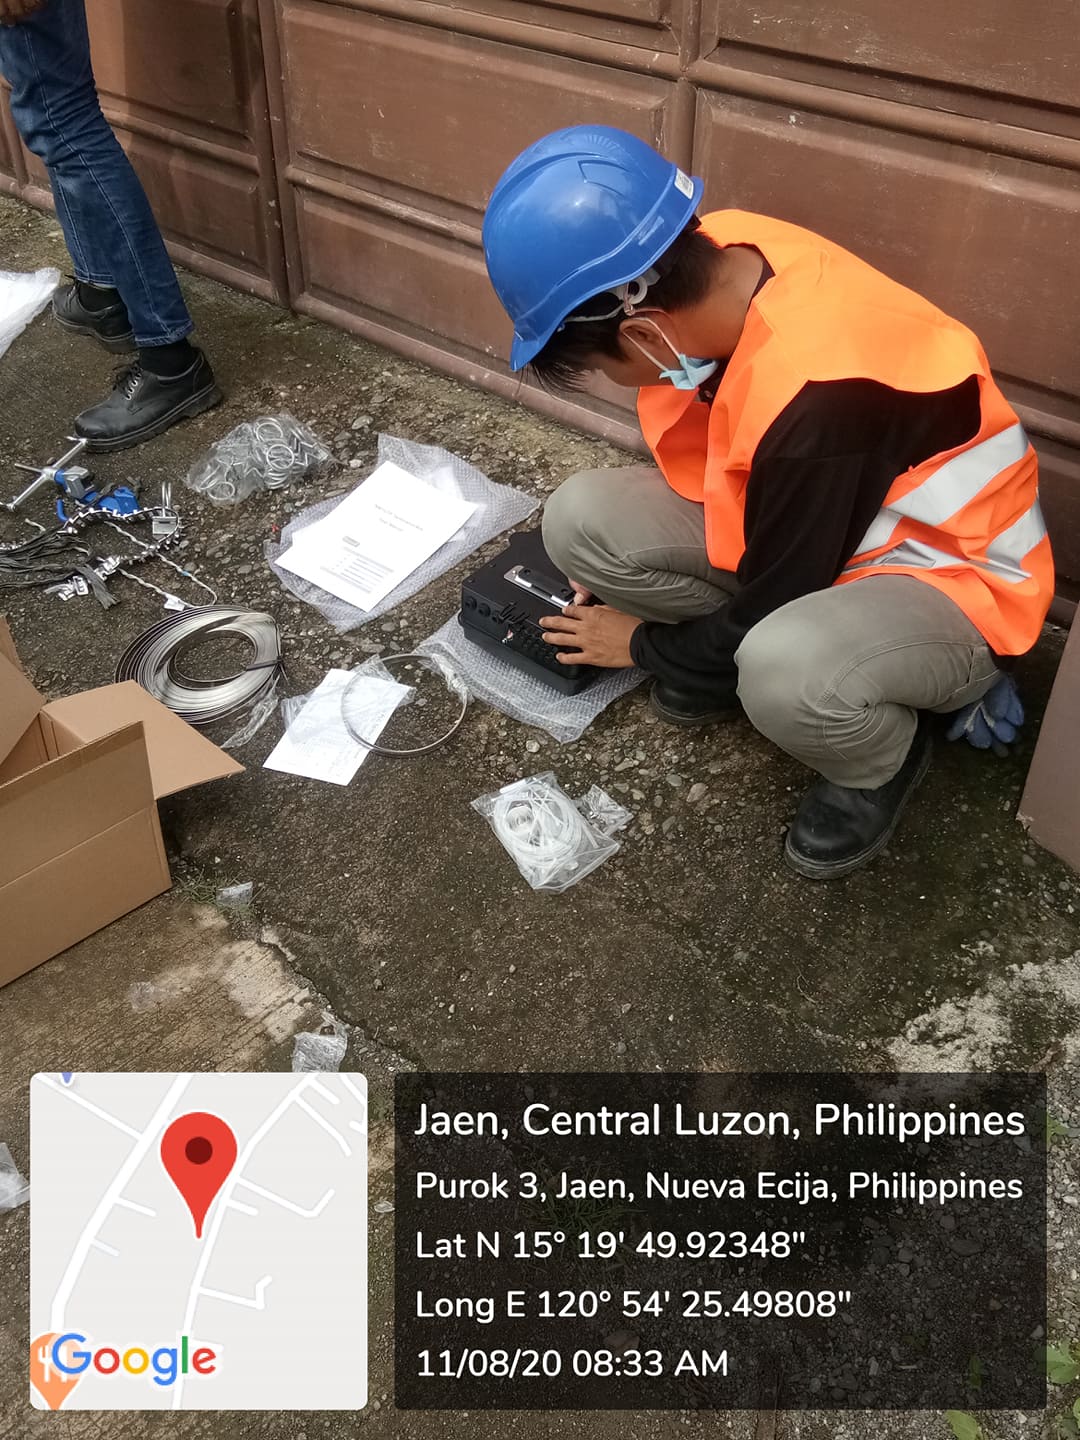 Jaen, Central Luzon, Philippines
Purok 3, Jaen, Nueva Ecija, Philippines
Lat N 15° 19' 49.92348"
Long E 120° 54' 25.49808"
11/08/20 08:33 AM
Google